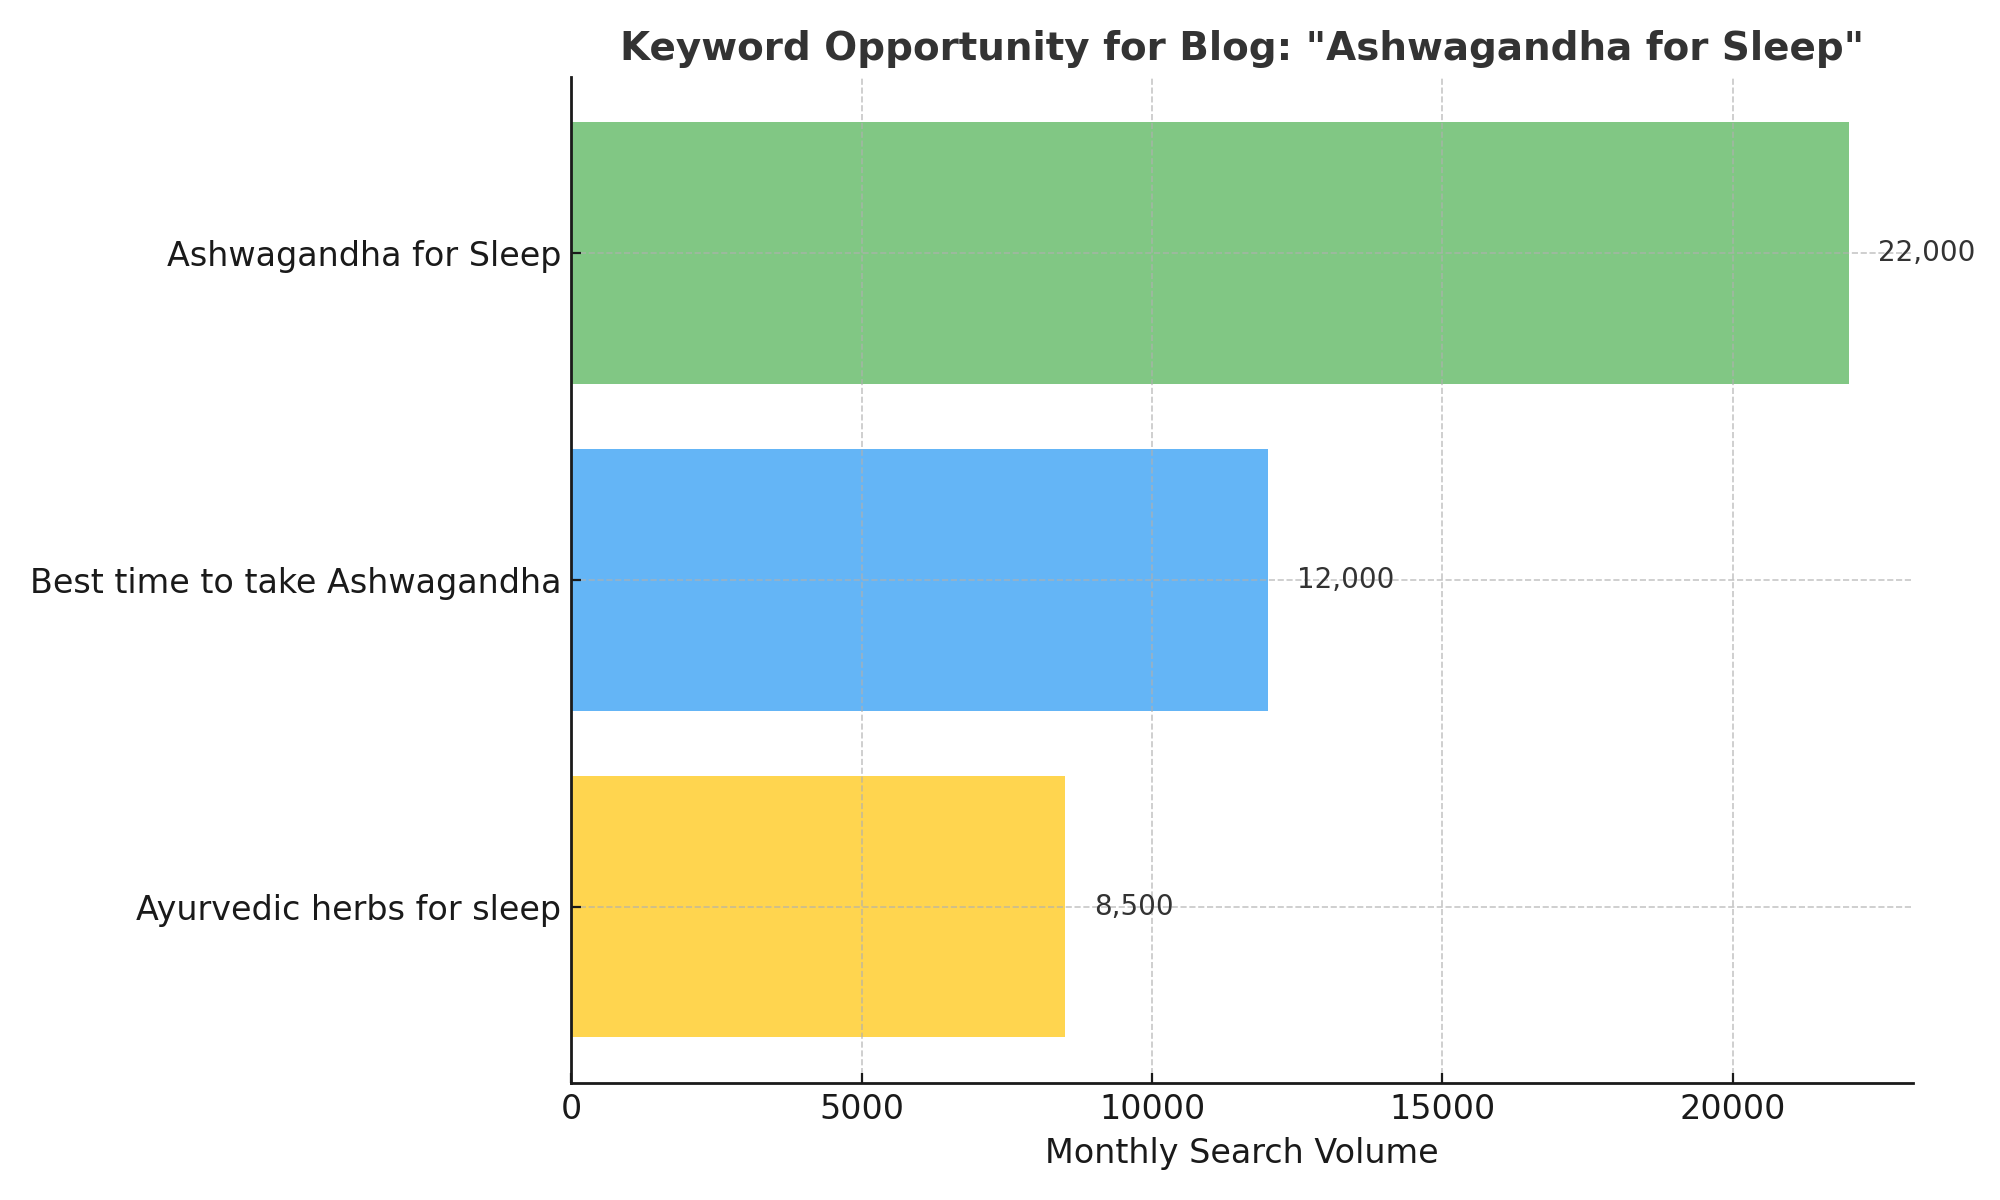 Keyword Opportunity for Blog: "Ashwagandha for Sleep"
Ashwagandha for Sleep
22,000
Best time to take Ashwagandha
12,000
Ayurvedic herbs for sleep
8,500
0 5000 10000 15000 20000
Monthly Search Volume